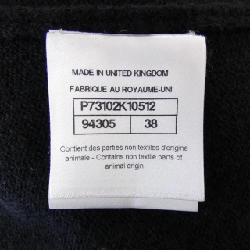 MADE IN UNITED KINGDOM
FABRIQUE AU ROYAUME-UNI
P73102K10512
94305 38
Contient des parties non textiles d'origine
animale - Contains non textile parts of
animal origin